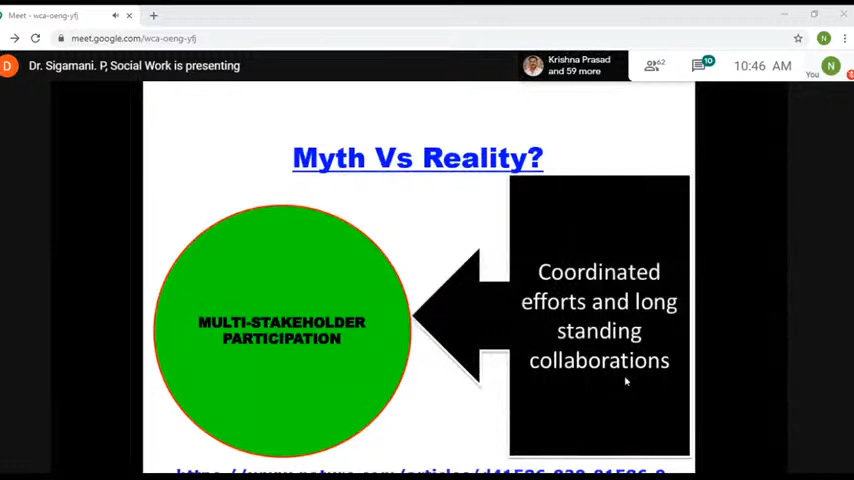 Meet - wca-oeng-yfj
meet.google.com/wca-oeng-yfj
N
D
Dr. Sigamani. P, Social Work is presenting
Krishna Prasad
and 59 more
62
10
10:46 AM
You
N
Myth Vs Reality?
MULTI-STAKEHOLDER
PARTICIPATION
Coordinated
efforts and long
standing
collaborations